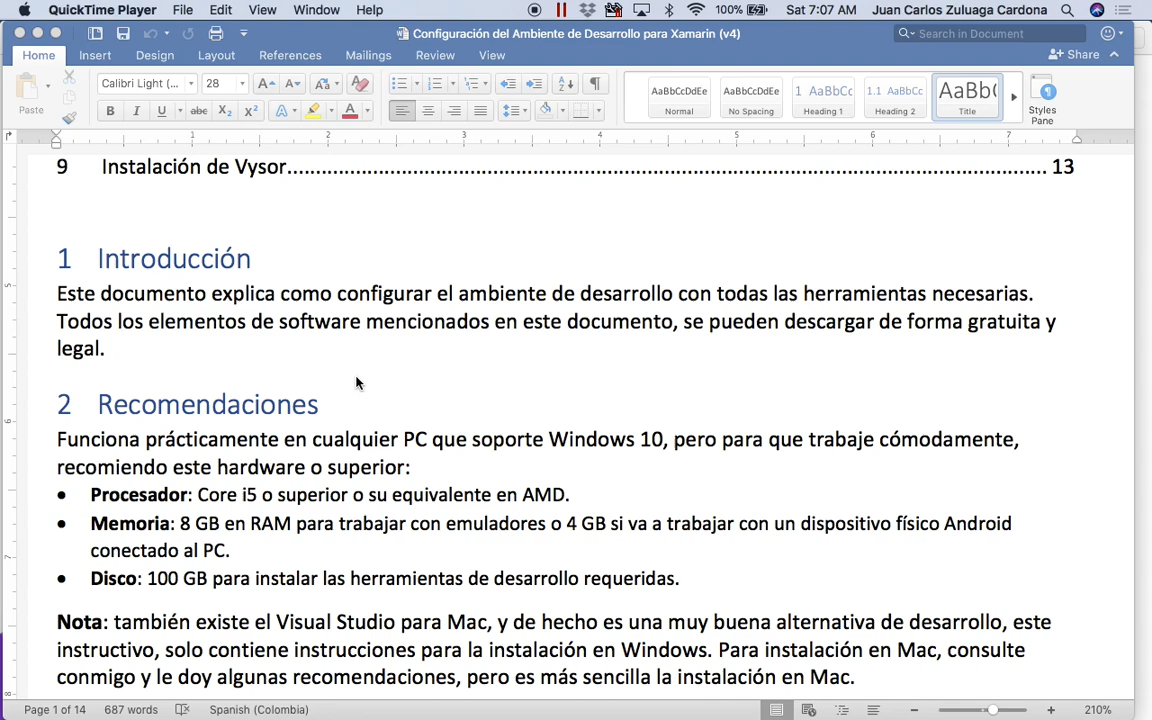 QuickTime Player File Edit View Window Help 100% Sat 7:07 AM Juan Carlos Zuluaga Cardona
Configuración del Ambiente de Desarrollo para Xamarin (v4) Search in Document
Home Insert Design Layout References Mailings Review View Share
Paste Calibri Light (... 28 AaBbCcDdEe AaBbCcDdEe 1 AaBbCc 1.1 AaBbCc AaBb( Styles Pane
B I U abc X2 X2 A Normal No Spacing Heading 1 Heading 2 Title
1 2 3 4 5 6 7
9 Instalación de Vysor 13
1 Introducción
Este documento explica como configurar el ambiente de desarrollo con todas las herramientas necesarias.
Todos los elementos de software mencionados en este documento, se pueden descargar de forma gratuita y
legal.
2 Recomendaciones
Funciona prácticamente en cualquier PC que soporte Windows 10, pero para que trabaje cómodamente,
recomiendo este hardware o superior:
• Procesador: Core i5 o superior o su equivalente en AMD.
• Memoria: 8 GB en RAM para trabajar con emuladores o 4 GB si va a trabajar con un dispositivo físico Android
conectado al PC.
• Disco: 100 GB para instalar las herramientas de desarrollo requeridas.
Nota: también existe el Visual Studio para Mac, y de hecho es una muy buena alternativa de desarrollo, este
instructivo, solo contiene instrucciones para la instalación en Windows. Para instalación en Mac, consulte
conmigo y le doy algunas recomendaciones, pero es más sencilla la instalación en Mac.
Page 1 of 14 687 words Spanish (Colombia) 210%